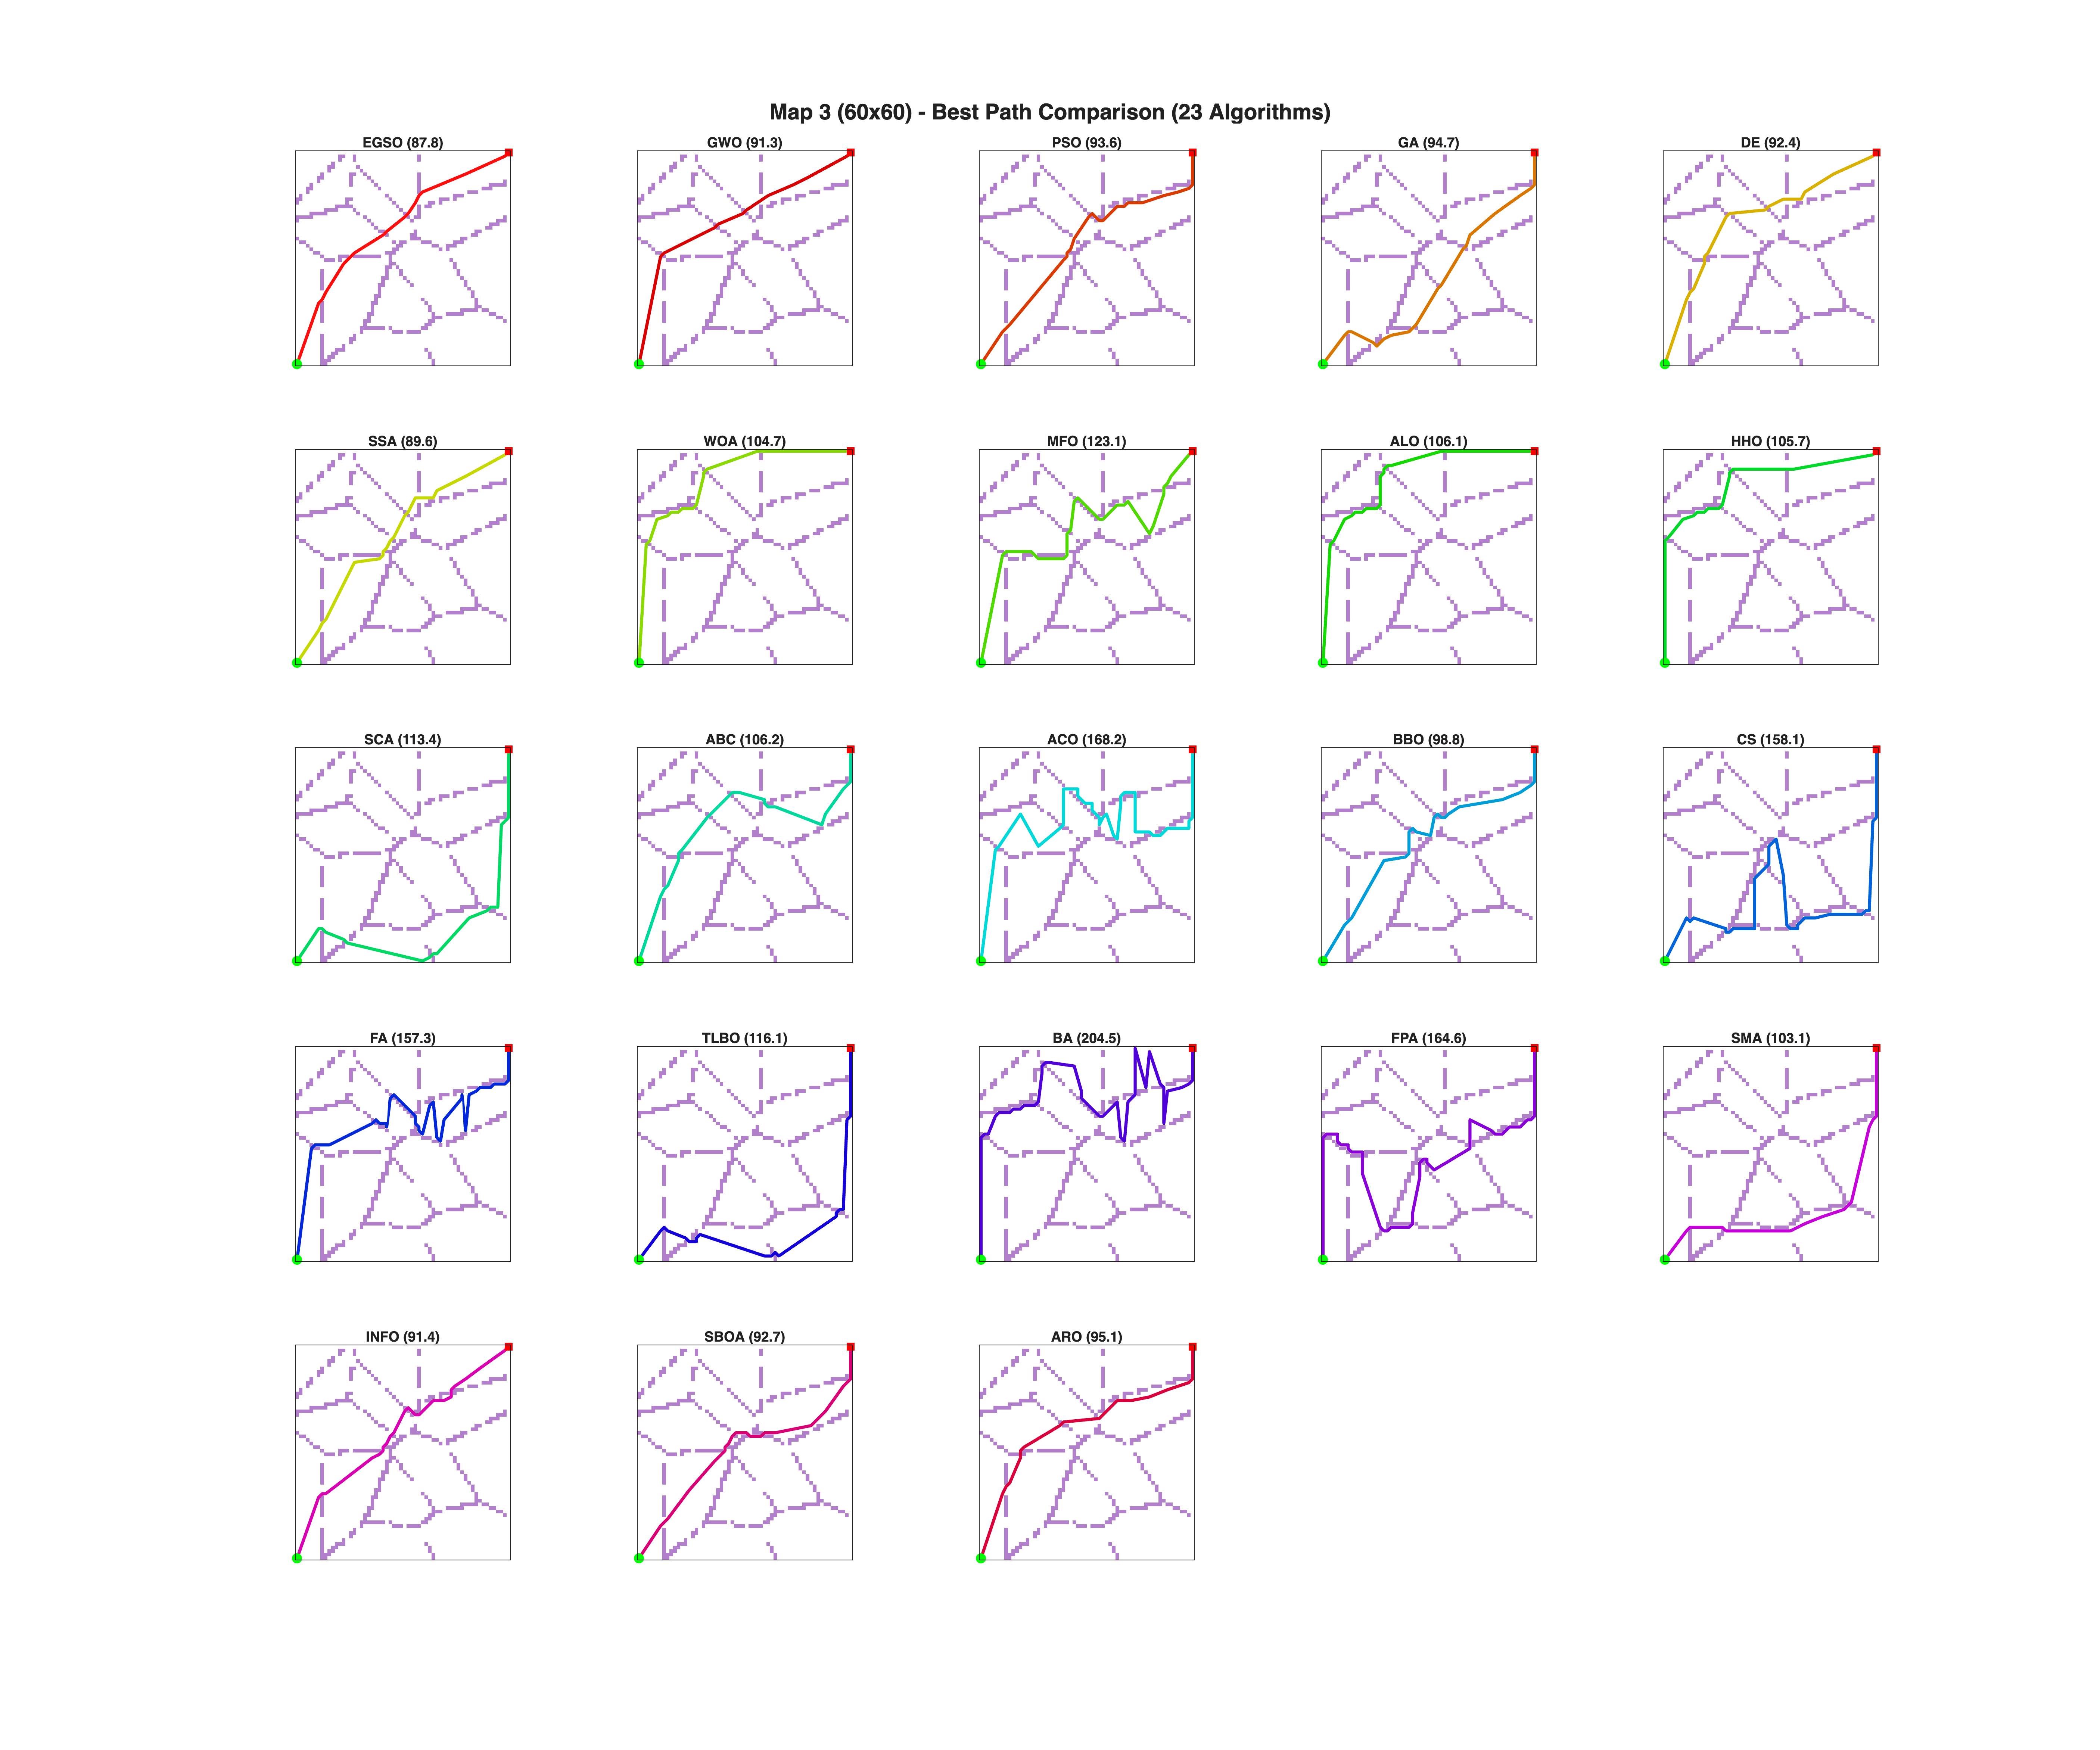 Map 3 (60x60) - Best Path Comparison (23 Algorithms)
EGSO (87.8)
GWO (91.3)
PSO (93.6)
GA (94.7)
DE (92.4)
SSA (89.6)
WOA (104.7)
MFO (123.1)
ALO (106.1)
HHO (105.7)
SCA (113.4)
ABC (106.2)
ACO (168.2)
BBO (98.8)
CS (158.1)
FA (157.3)
TLBO (116.1)
BA (204.5)
FPA (164.6)
SMA (103.1)
INFO (91.4)
SBOA (92.7)
ARO (95.1)